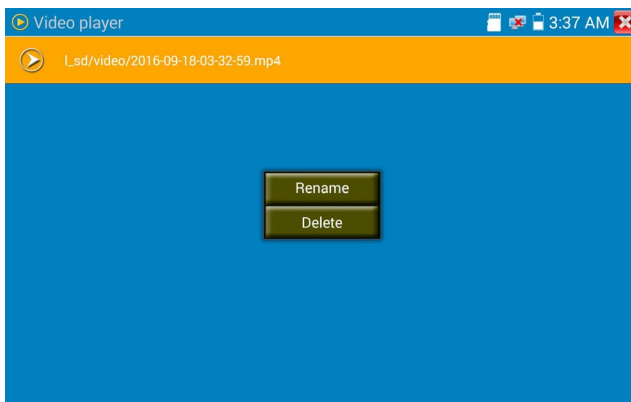 Video player
3:37 AM
l_sd/video/2016-09-18-03-32-59.mp4
Rename
Delete